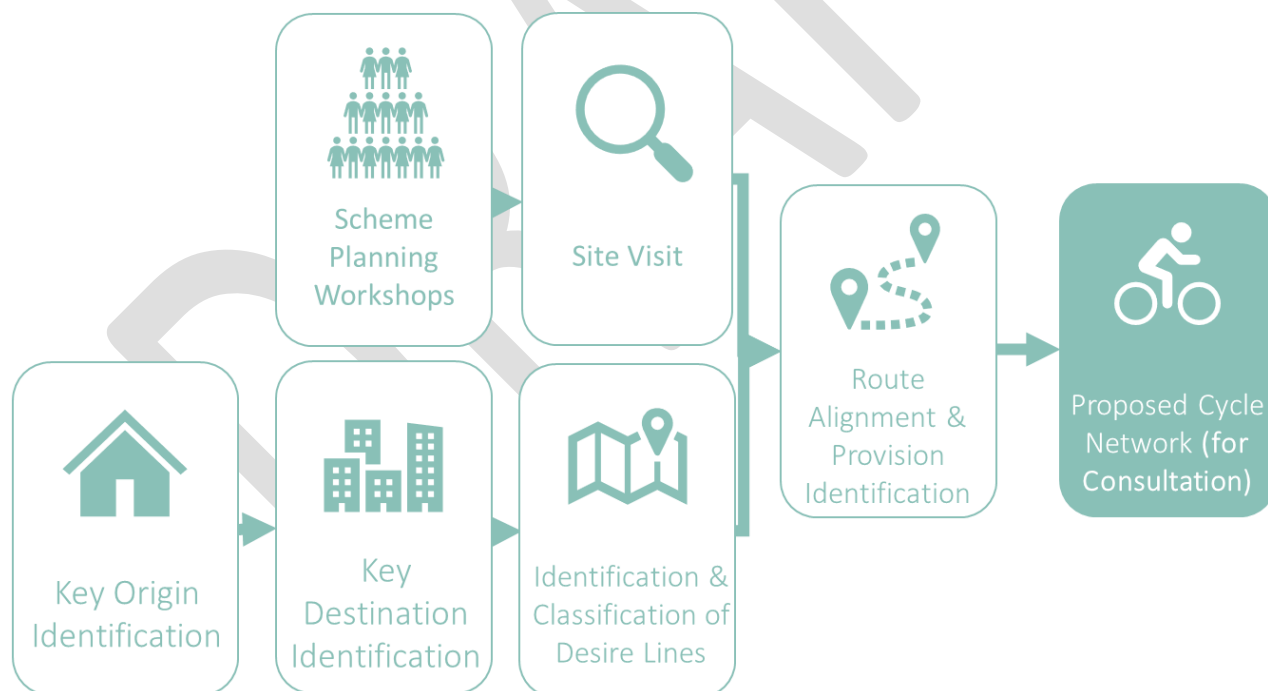 Scheme
Planning
Workshops
Site Visit
Key Origin
Identification
Key
Destination
Identification
Identification &
Classification of
Desire Lines
Route
Alignment &
Provision
Identification
Proposed Cycle
Network (for
Consultation)